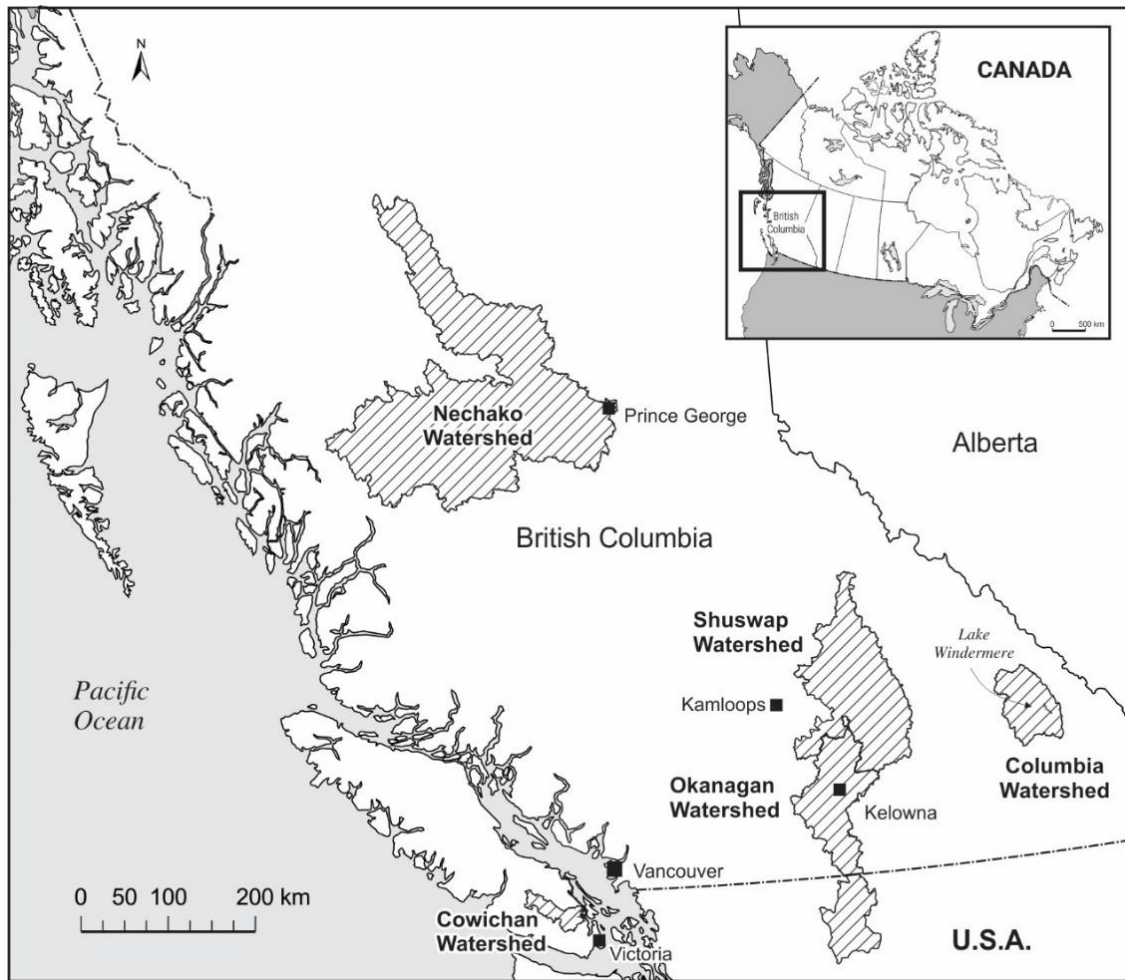 N
CANADA
British
Columbia
0 500 km
Nechako
Watershed
Prince George
Alberta
British Columbia
Shuswap
Watershed
Lake
Windermere
Pacific
Ocean
Kamloops
Columbia
Watershed
Okanagan
Watershed
Kelowna
Vancouver
0 50 100 200 km
Cowichan
Watershed
Victoria
U.S.A.